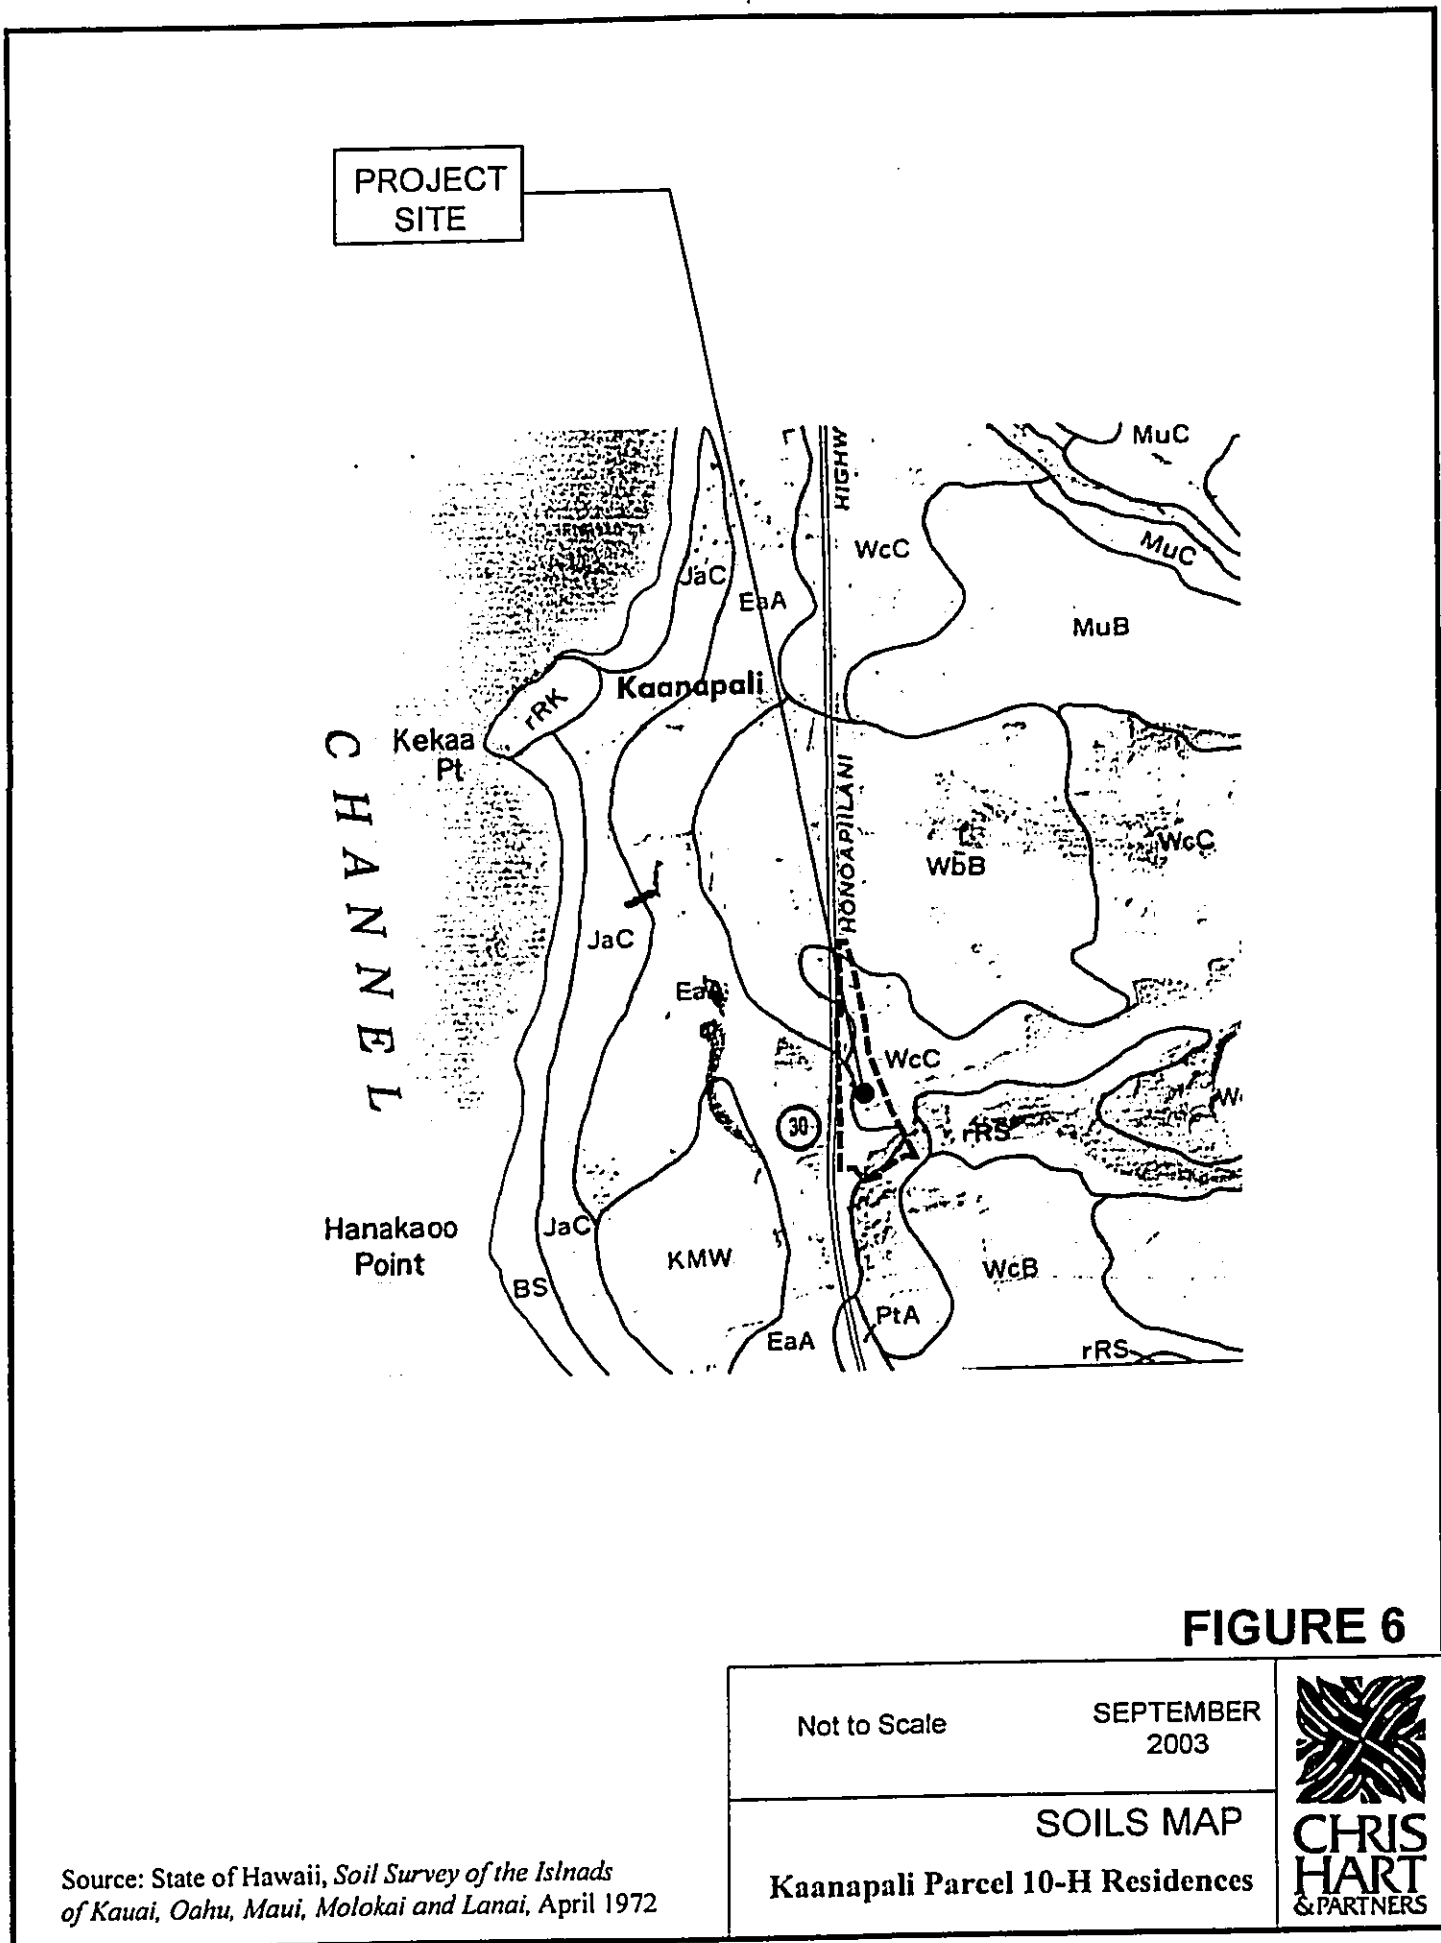 PROJECT
SITE
MuC
HIGHW
WcC
MuC
JaC
EaA
MuB
Kaanapali
rRK
Kekaa
Pt
CHANNEL
HONOAPIILANI
WbB
WcC
JaC
EaA
WcC
30
rRS
Hanakaoo
Point
JaC
KMW
WcB
BS
PtA
EaA
rRS
FIGURE 6
Not to Scale
SEPTEMBER
2003
SOILS MAP
Kaanapali Parcel 10-H Residences
CHRIS
HART
& PARTNERS
Source: State of Hawaii, Soil Survey of the Islnads
of Kauai, Oahu, Maui, Molokai and Lanai, April 1972